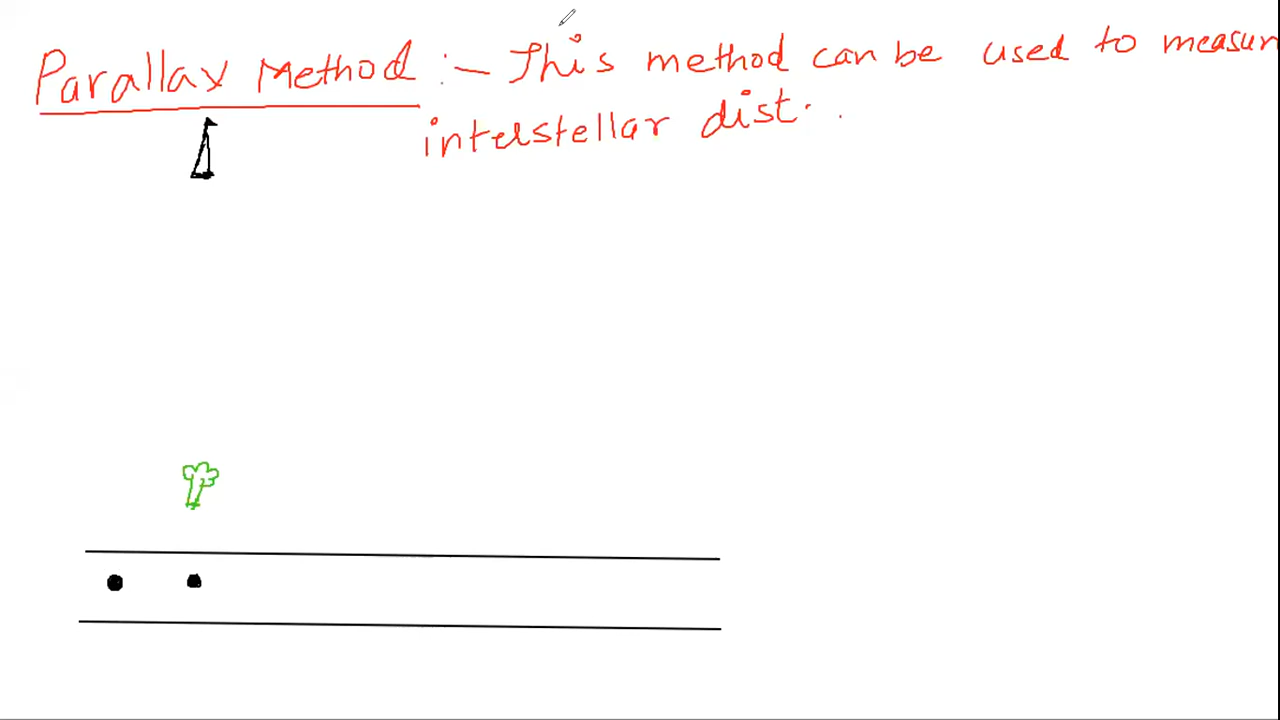 Parallax Method :- This method can be used to measur
interstellar dist.